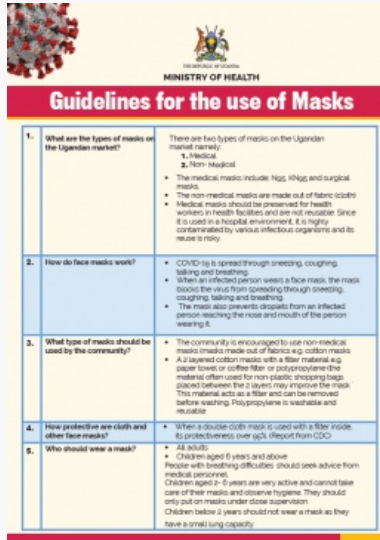 THE REPUBLIC OF UGANDA
MINISTRY OF HEALTH
Guidelines for the use of Masks
1.
What are the types of masks on
the Ugandan market?
There are two types of masks on the Ugandan
market namely:
1. Medical
2. Non- Medical
• The medical masks include; N95, KN95 and surgical
masks.
• The non-medical masks are made out of fabric (cloth)
• Medical masks should be preserved for health
workers in health facilities and are not reusable. Since
it is used in a hospital environment, it is highly
contaminated by various infectious organisms and its
reuse is risky.
2.
How do face masks work?
• COVID-19 is spread through sneezing, coughing,
talking and breathing.
• When an infected person wears a face mask, the mask
blocks the virus from spreading through sneezing,
coughing, talking and breathing.
• The mask also prevents droplets from an infected
person reaching the nose and mouth of the person
wearing it.
3.
What type of masks should be
used by the community?
• The community is encouraged to use non-medical
masks (masks made out of fabrics e.g. cotton masks
• A 2 layered cotton masks with a filter material e.g.
paper towel or coffee filter or polypropylene (the
material often used for non-plastic shopping bags
placed between the 2 layers may improve the mask
This material acts as a filter and can be removed
before washing. Polypropylene is washable and
reusable
4.
How protective are cloth and
other face masks?
• When a double cloth mask is used with a filter inside,
its protectiveness over 95% (Report from CDC)
5.
Who should wear a mask?
• All adults
• Children aged 6 years and above
People with breathing difficulties should seek advice from
medical personnel.
Children aged 2- 6 years are very active and cannot take
care of their masks and observe hygiene. They should
only put on masks under close supervision
Children below 2 years should not wear a mask as they
have a small lung capacity